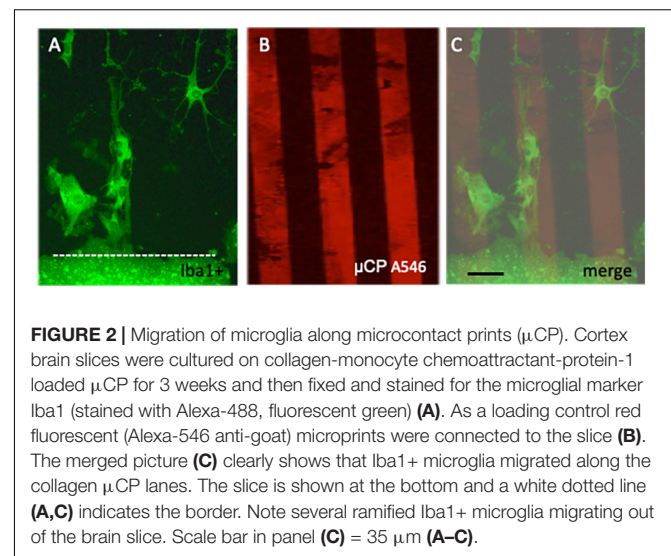 A
B
C
Iba1+
µCP A546
merge
FIGURE 2 | Migration of microglia along microcontact prints (µCP). Cortex
brain slices were cultured on collagen-monocyte chemoattractant-protein-1
loaded µCP for 3 weeks and then fixed and stained for the microglial marker
Iba1 (stained with Alexa-488, fluorescent green) (A). As a loading control red
fluorescent (Alexa-546 anti-goat) microprints were connected to the slice (B).
The merged picture (C) clearly shows that Iba1+ microglia migrated along the
collagen µCP lanes. The slice is shown at the bottom and a white dotted line
(A,C) indicates the border. Note several ramified Iba1+ microglia migrating out
of the brain slice. Scale bar in panel (C) = 35 µm (A–C).